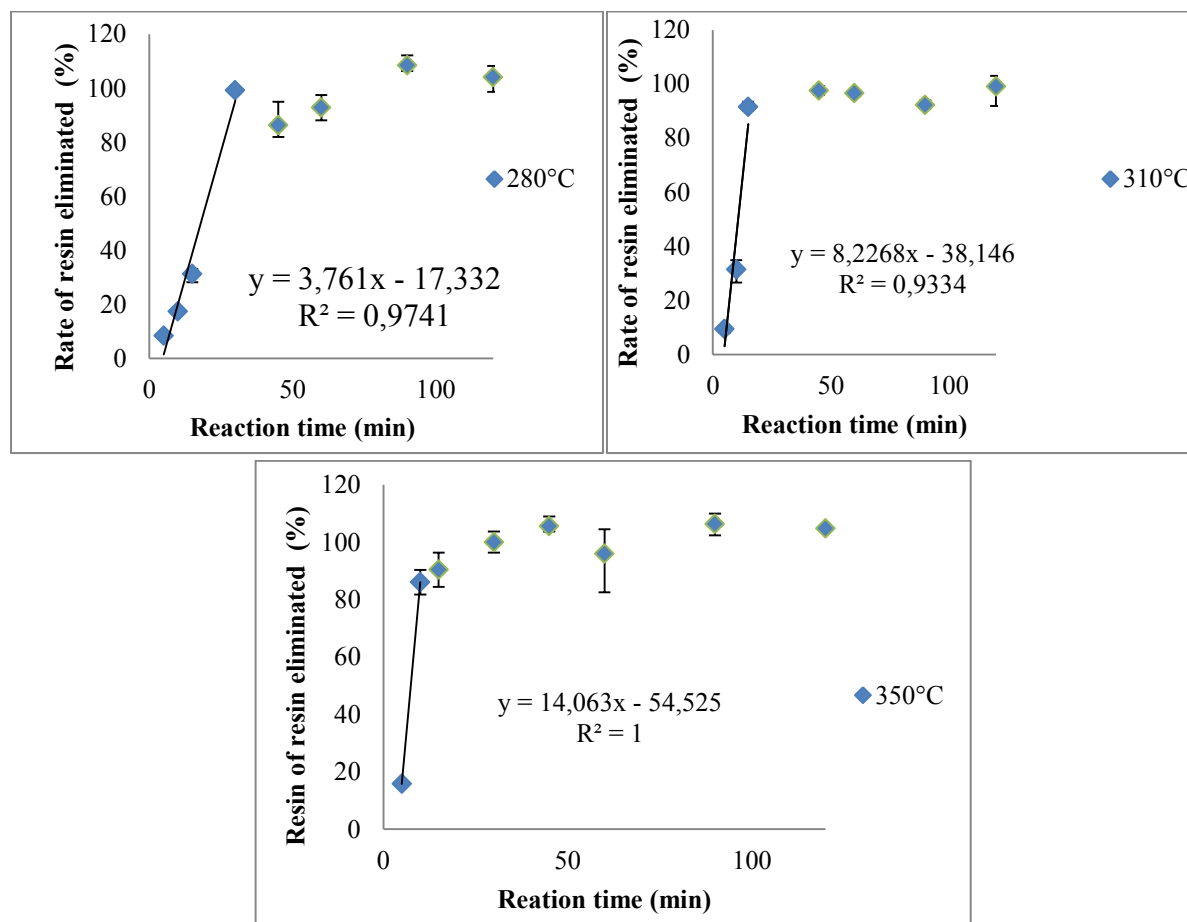 Rate of resin eliminated (%)
120
100
80
60
40
20
0
0
50
100
Reaction time (min)
280°C
y = 3,761x - 17,332
R² = 0,9741
Rate of resin eliminated (%)
120
100
80
60
40
20
0
0
50
100
Reaction time (min)
310°C
y = 8,2268x - 38,146
R² = 0,9334
Resin of resin eliminated (%)
120
100
80
60
40
20
0
0
50
100
Reation time (min)
350°C
y = 14,063x - 54,525
R² = 1